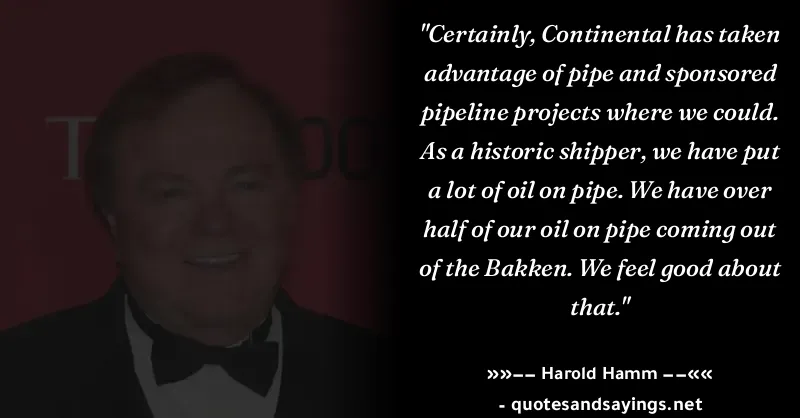 "Certainly, Continental has taken
advantage of pipe and sponsored
pipeline projects where we could.
As a historic shipper, we have put
a lot of oil on pipe. We have over
half of our oil on pipe coming out
of the Bakken. We feel good about
that."
»»–– Harold Hamm ––««
- quotesandsayings.net